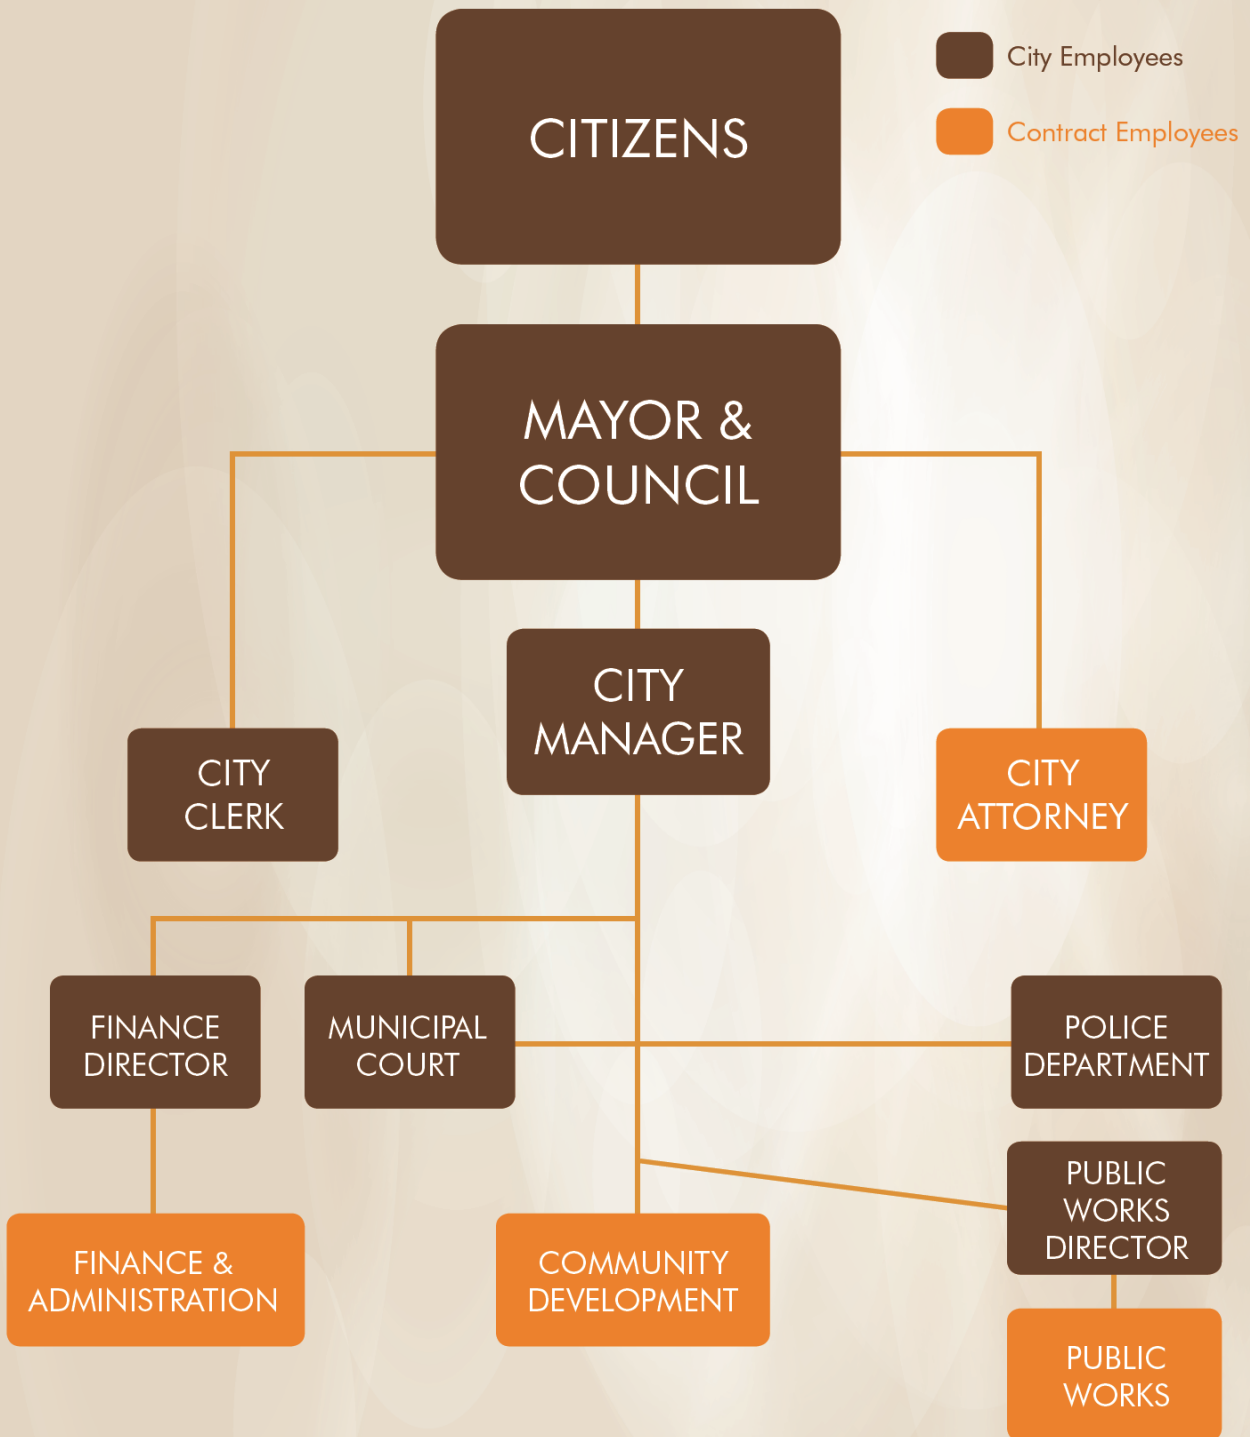 CITIZENS
City Employees
Contract Employees
MAYOR &
COUNCIL
CITY
MANAGER
CITY
CLERK
CITY
ATTORNEY
FINANCE
DIRECTOR
MUNICIPAL
COURT
POLICE
DEPARTMENT
PUBLIC
WORKS
DIRECTOR
FINANCE &
ADMINISTRATION
COMMUNITY
DEVELOPMENT
PUBLIC
WORKS